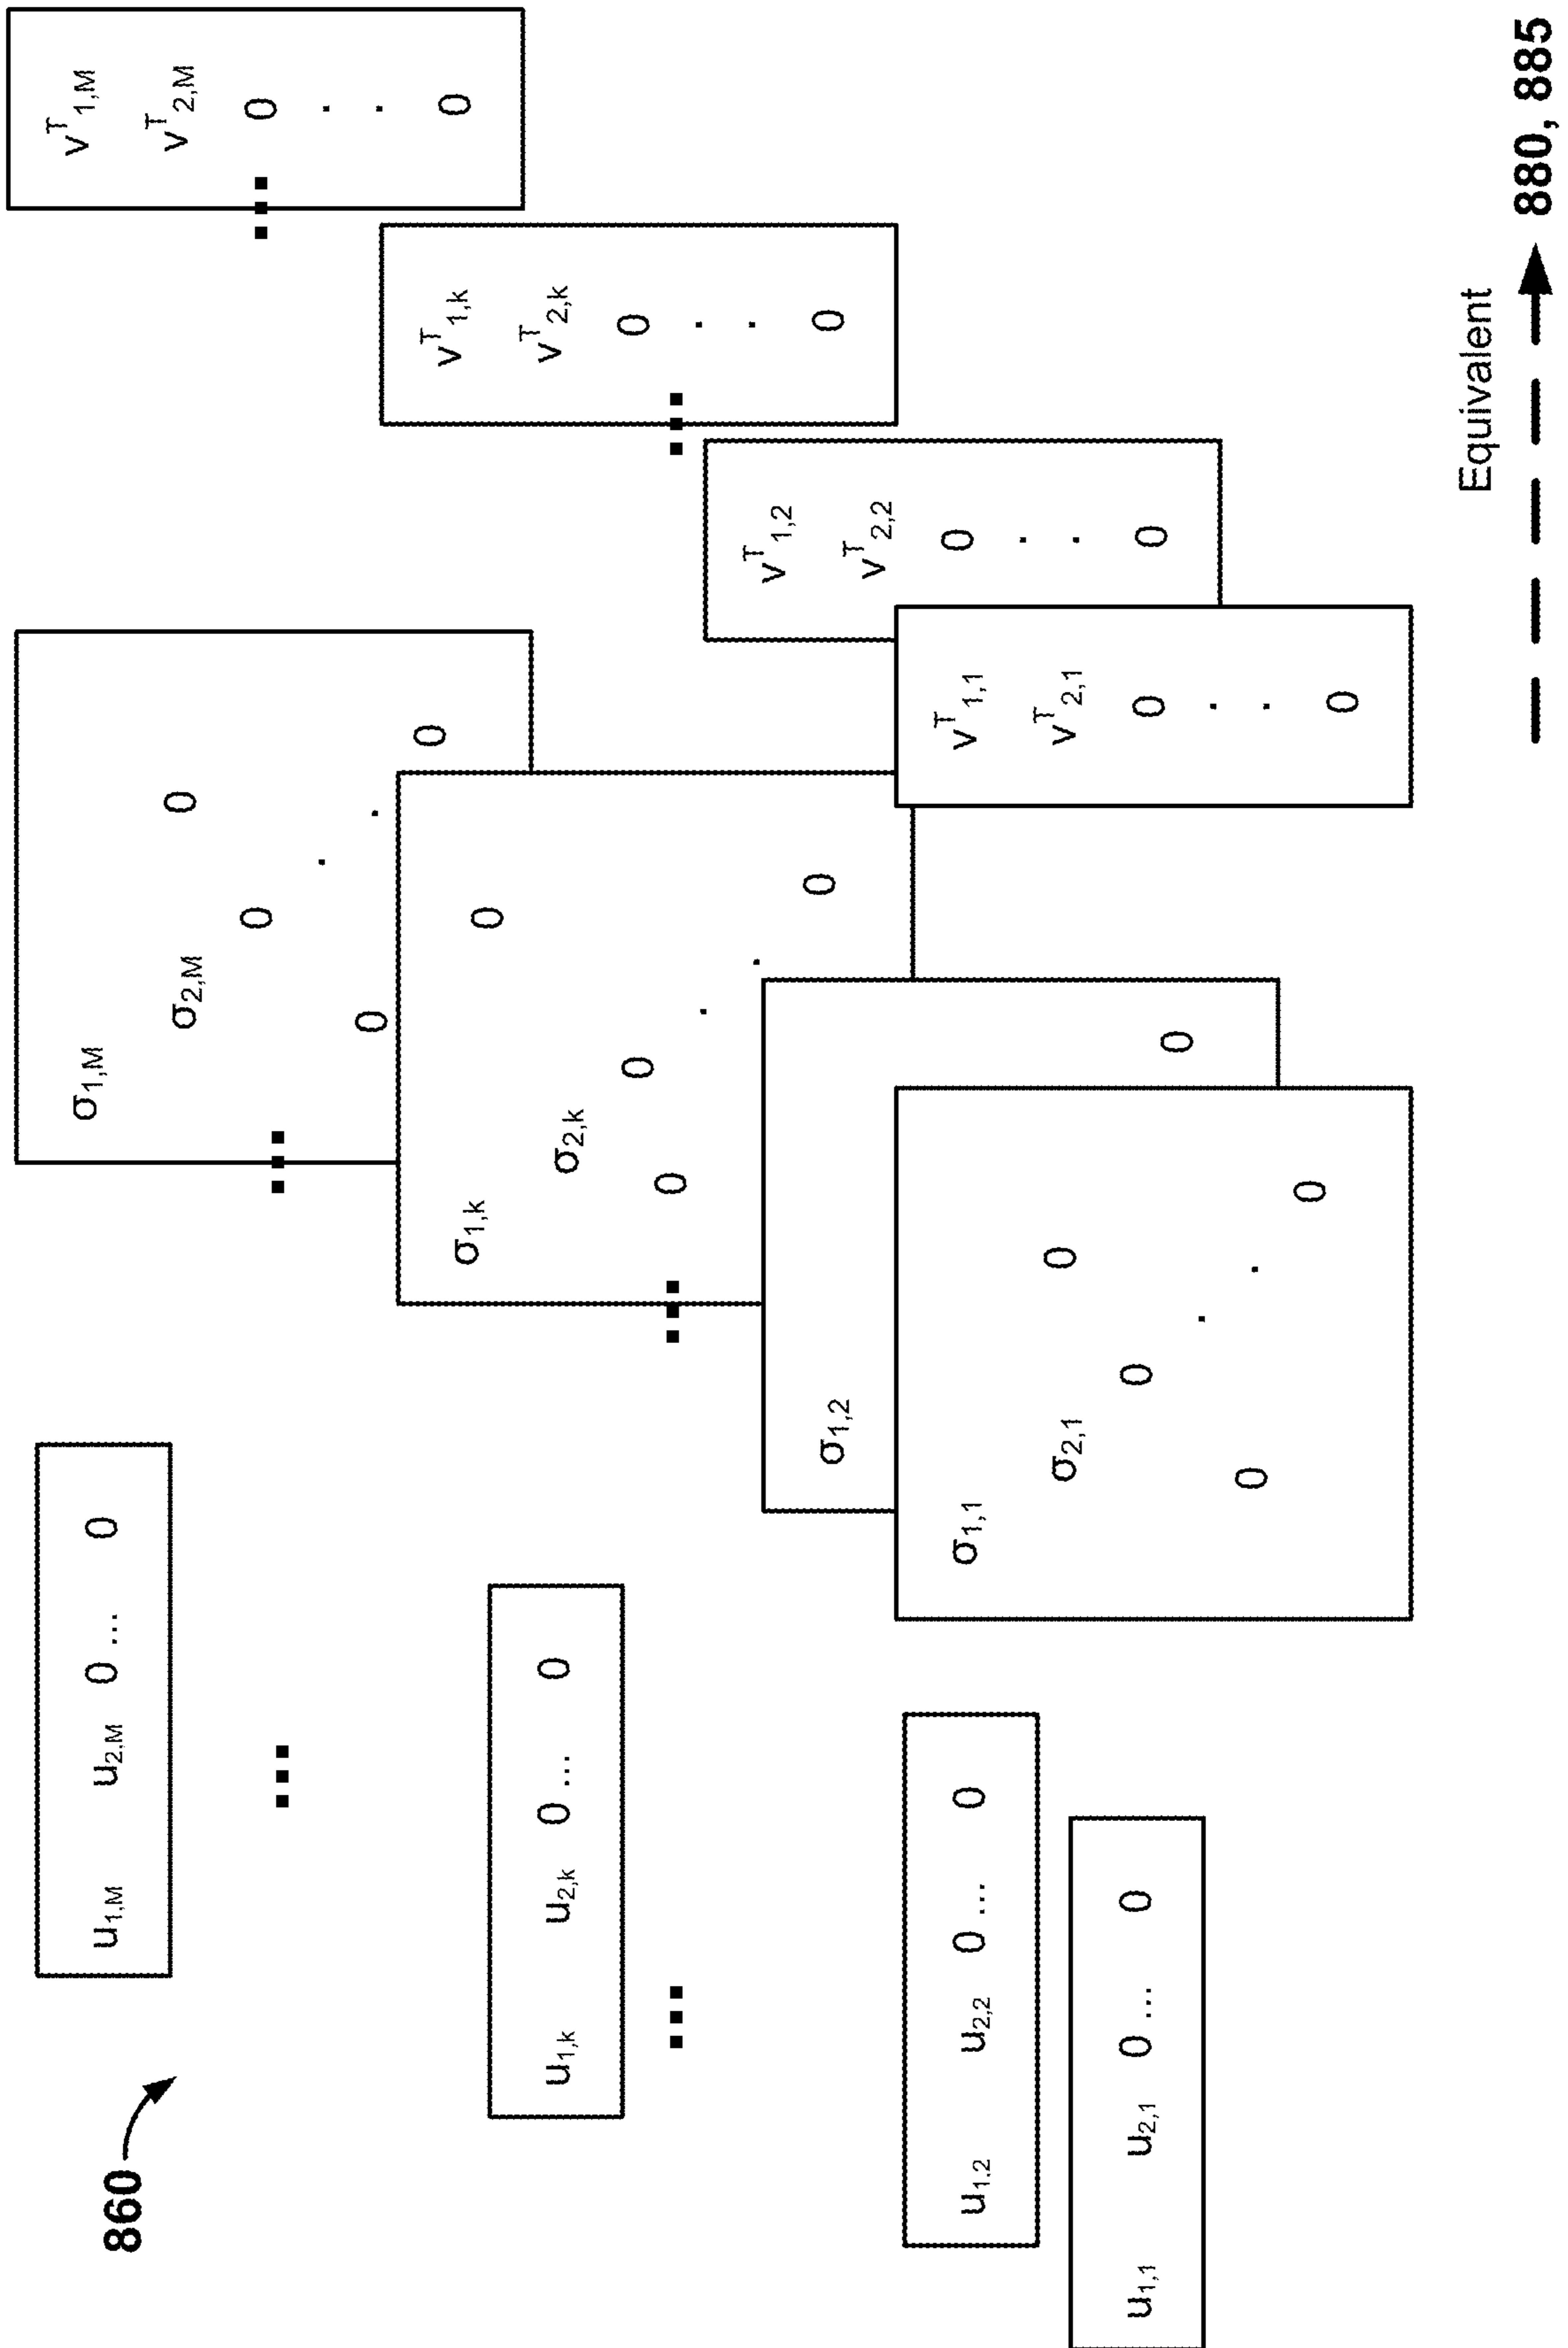 860
u1,M u2.M 0 ... 0
...
σ1,M
σ2,M 0
0
.
0 .
0
...
vT1,M
vT2,M
0
.
.
0
...
u1,k u2,k 0 ... 0
...
σ1,k 0
σ2,k
0
0
.
.
0
...
vT1,k
vT2,k
0
.
.
0
...
u1.2 u2,2 0 ... 0
σ1,2
0
vT1,2
vT2,2
0
.
.
0
u1,1 u2,1 0 ... 0
σ1,1
σ2,1 0
0
.
0 .
0
vT1,1
vT2,1
0
.
.
0
Equivalent
880, 885